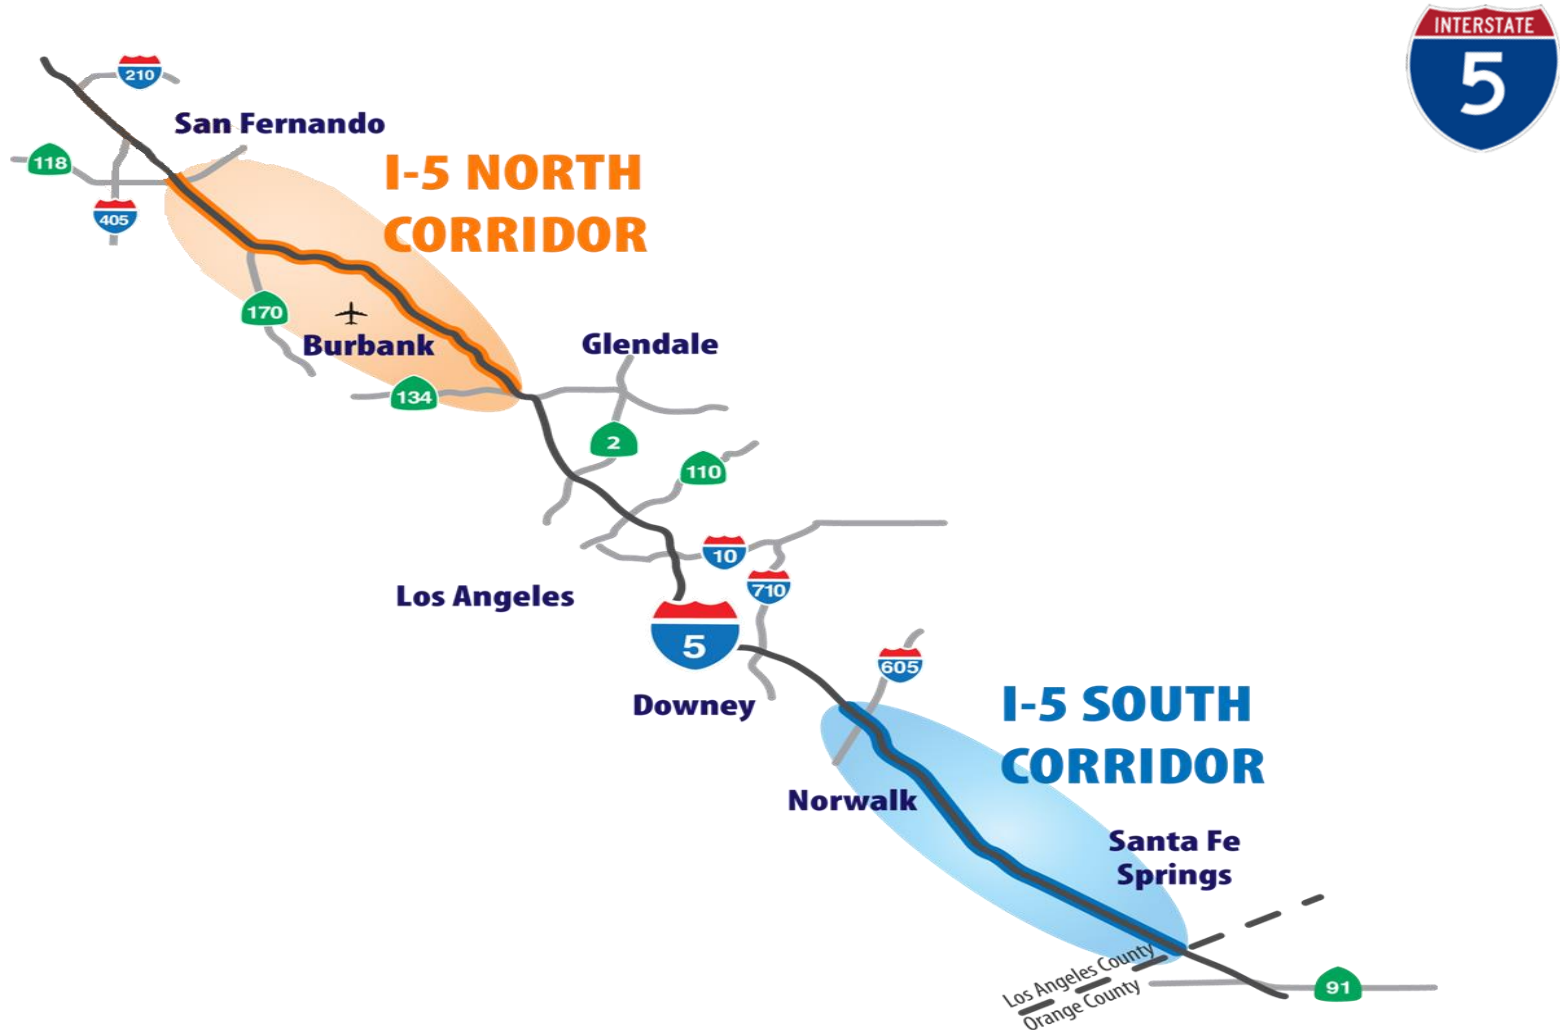 INTERSTATE
5
210
San Fernando
118
I-5 NORTH
CORRIDOR
405
170
Burbank
Glendale
134
2
110
10
710
Los Angeles
5
605
Downey
I-5 SOUTH
CORRIDOR
Norwalk
Santa Fe
Springs
Los Angeles County
Orange County
91